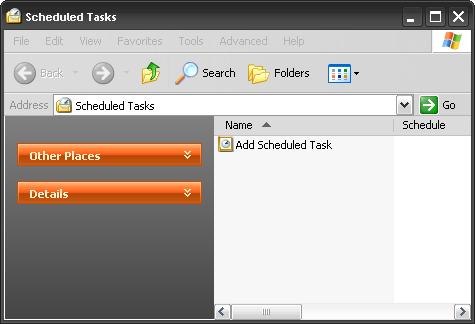 Scheduled Tasks
File Edit View Favorites Tools Advanced Help
Back Search Folders
Address Scheduled Tasks Go
Name Schedule
Add Scheduled Task
Other Places
Details